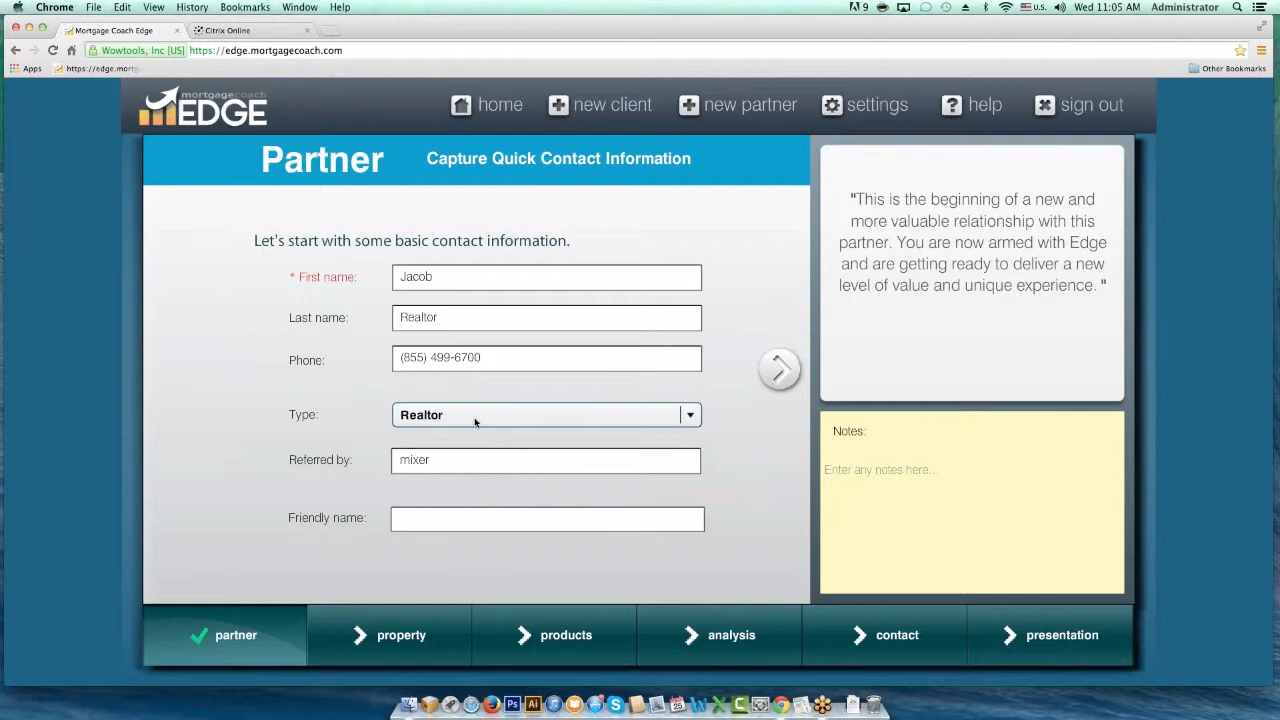 Chrome File Edit View History Bookmarks Window Help
9 U.S. Wed 11:05 AM Administrator
Mortgage Coach Edge
Citrix Online
Wowtools, Inc [US] https://edge.mortgagecoach.com
Apps https://edge.mortg
Other Bookmarks
mortgagecoach
EDGE
home new client new partner settings help sign out
Partner Capture Quick Contact Information
Let's start with some basic contact information.
* First name: Jacob
Last name: Realtor
Phone: (855) 499-6700
Type: Realtor
Referred by: mixer
Friendly name:
"This is the beginning of a new and
more valuable relationship with this
partner. You are now armed with Edge
and are getting ready to deliver a new
level of value and unique experience. "
Notes:
Enter any notes here...
partner property products analysis contact presentation